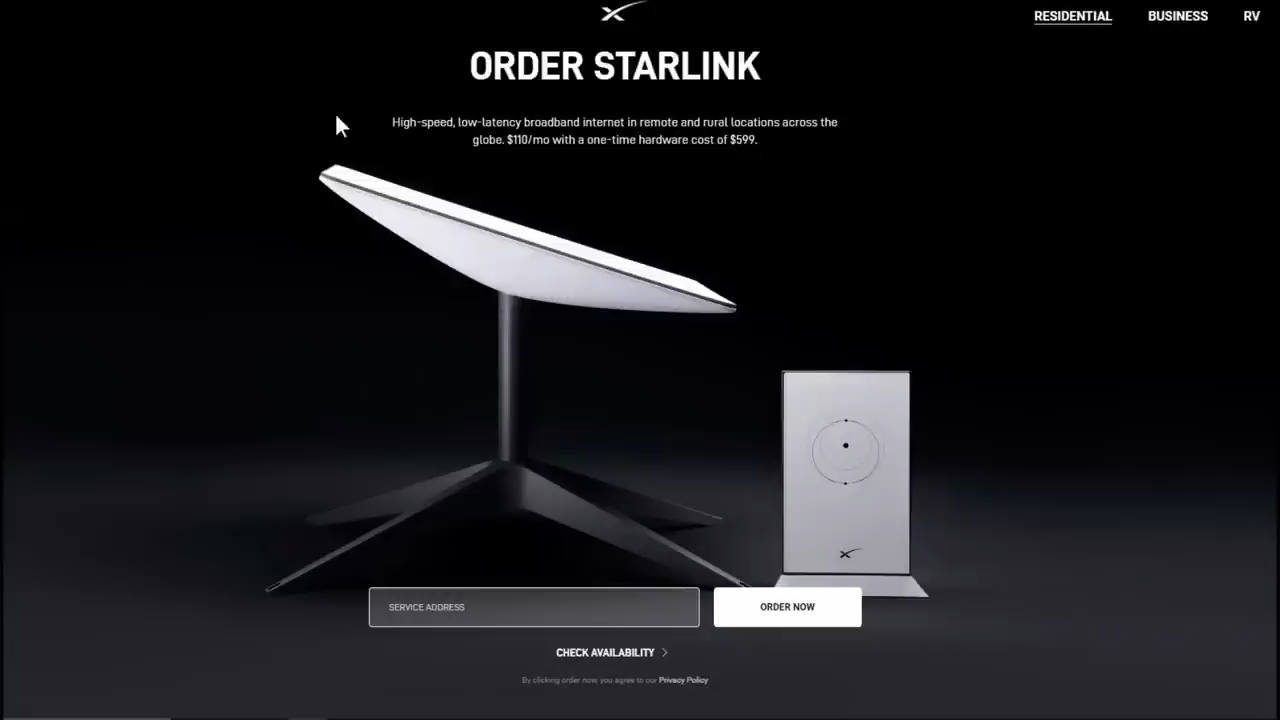 RESIDENTIAL BUSINESS RV
ORDER STARLINK
High-speed, low-latency broadband internet in remote and rural locations across the
globe. $110/mo with a one-time hardware cost of $599.
SERVICE ADDRESS
ORDER NOW
CHECK AVAILABILITY
By clicking order now, you agree to our Privacy Policy